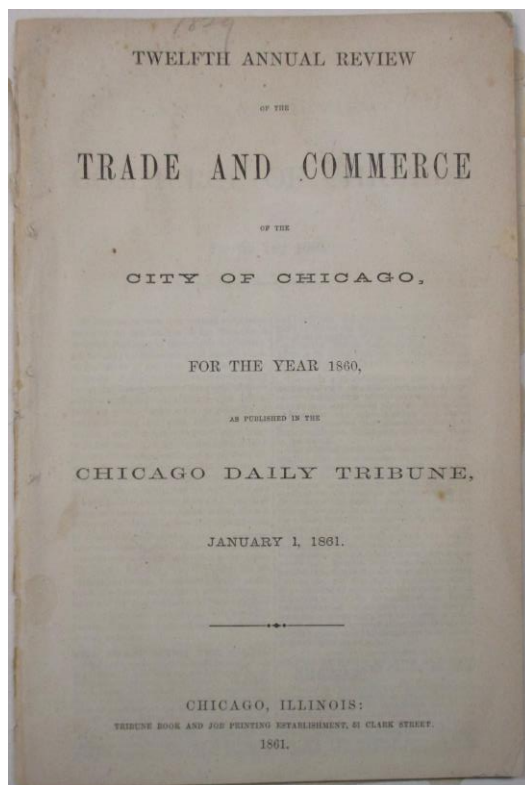 TWELFTH ANNUAL REVIEW
OF THE
TRADE AND COMMERCE
OF THE
CITY OF CHICAGO,
FOR THE YEAR 1860,
AS PUBLISHED IN THE
CHICAGO DAILY TRIBUNE,
JANUARY 1, 1861.
CHICAGO, ILLINOIS:
TRIBUNE BOOK AND JOB PRINTING ESTABLISHMENT, 51 CLARK STREET.
1861.